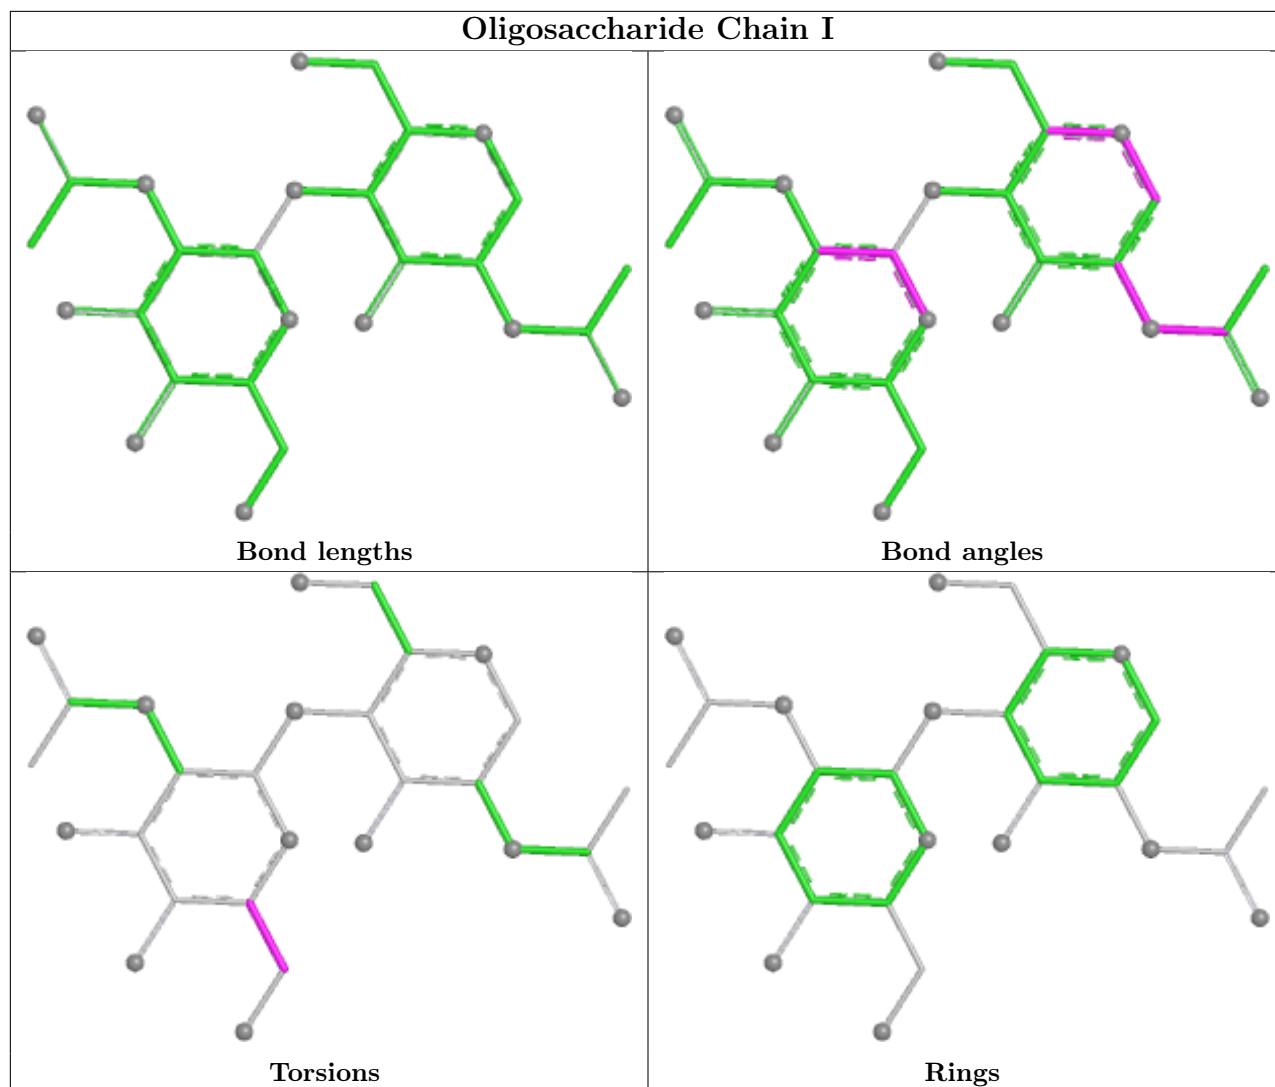 Oligosaccharide Chain I
Bond lengths
Bond angles
Torsions
Rings